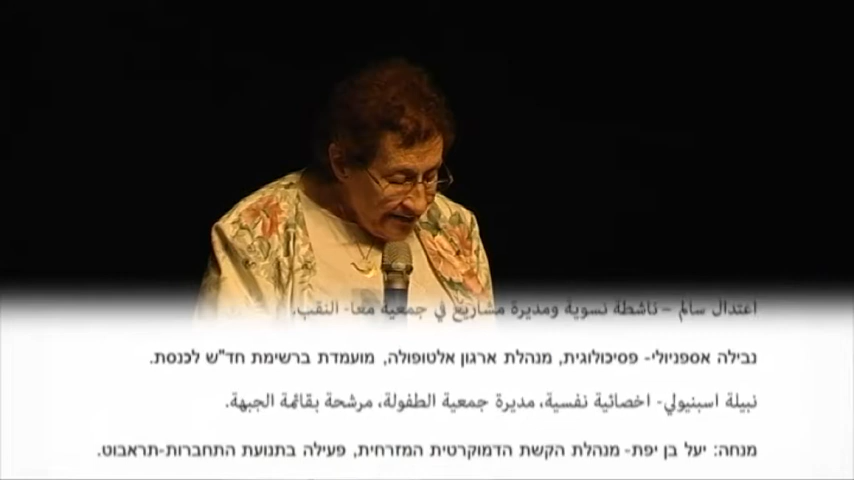 اعتدال سالم – ناشطة نسوية ومديرة مشاريع في جمعية معا- النقب.
נבילה אספניולי- פסיכולוגית, מנהלת ארגון אלטופולה, מועמדת ברשימת חד"ש לכנסת.
نبيلة اسبنيولي- اخصائية نفسية، مديرة جمعية الطفولة، مرشحة بقائمة الجبهة.
מנחה: יעל בן יפת- מנהלת הקשת הדמוקרטית המזרחית, פעילה בתנועת התחברות-תראבוט.